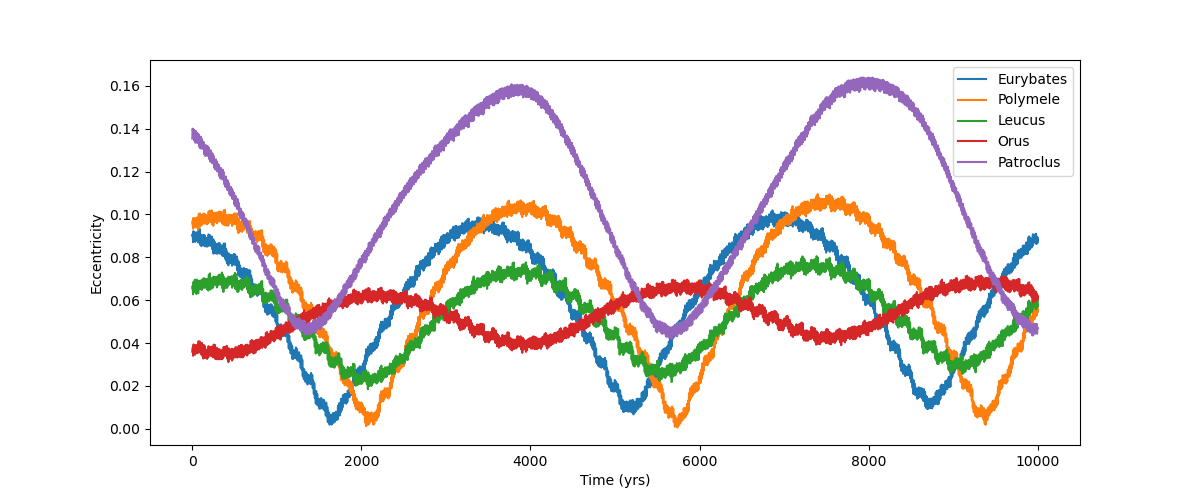 Eurybates
Polymele
Leucus
Orus
Patroclus
Eccentricity
0.16
0.14
0.12
0.10
0.08
0.06
0.04
0.02
0.00
0 2000 4000 6000 8000 10000
Time (yrs)